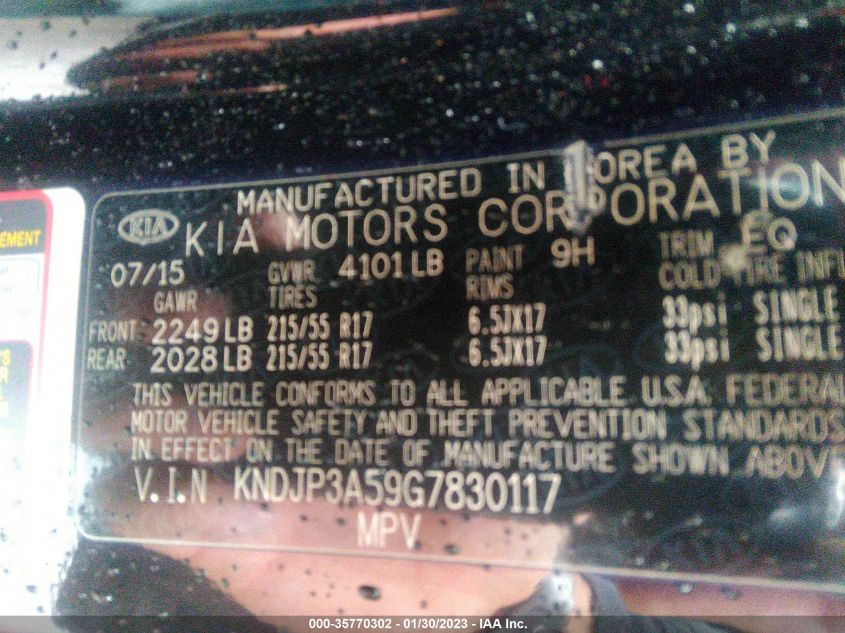 EMENT
MANUFACTURED IN KOREA BY
KIA KIA MOTORS CORPORATION
07/15 GVWR 4101 LB PAINT 9H TRIM EQ
GAWR TIRES RIMS COLD TIRE INFL
FRONT 2249 LB 215/55 R17 6.5JX17 33psi SINGLE
REAR 2028 LB 215/55 R17 6.5JX17 33psi SINGLE
THIS VEHICLE CONFORMS TO ALL APPLICABLE U.S.A. FEDERAL
MOTOR VEHICLE SAFETY AND THEFT PREVENTION STANDARDS
IN EFFECT ON THE DATE OF MANUFACTURE SHOWN ABOVE
V.I.N KNDJP3A59G7830117
MPV
000-35770302 - 01/30/2023 - IAA Inc.